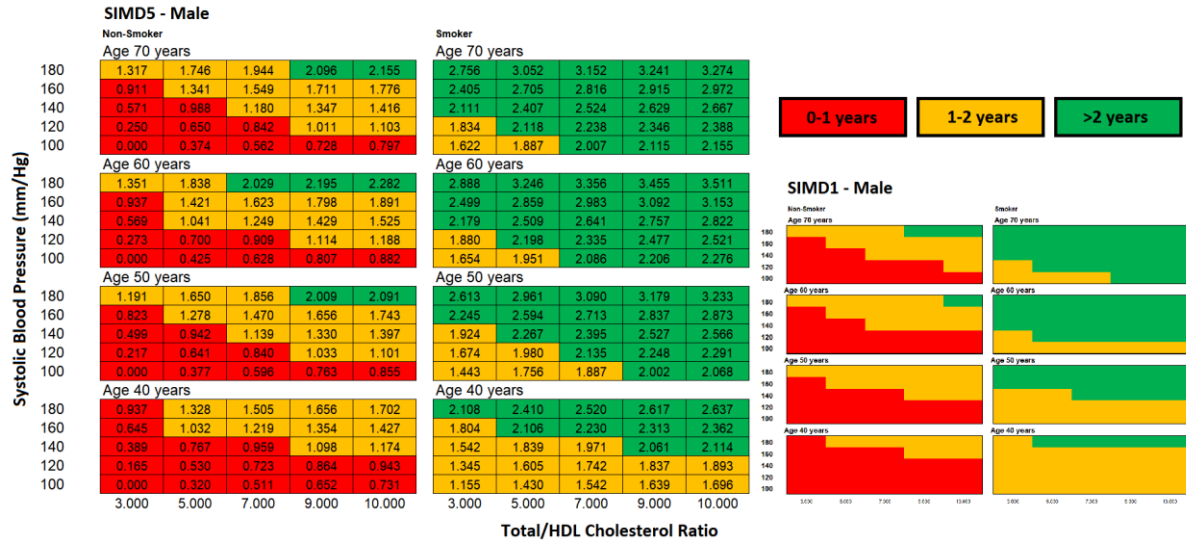 SIMD5 - Male
Non-Smoker Smoker
Age 70 years Age 70 years
180 1.317 1.746 1.944 2.096 2.155 2.756 3.052 3.152 3.241 3.274
160 0.911 1.341 1.549 1.711 1.776 2.405 2.705 2.816 2.915 2.972
140 0.571 0.988 1.180 1.347 1.416 2.111 2.407 2.524 2.629 2.667
120 0.250 0.650 0.842 1.011 1.103 1.834 2.118 2.238 2.346 2.388
100 0.000 0.374 0.562 0.728 0.797 1.622 1.887 2.007 2.115 2.155
Age 60 years Age 60 years
180 1.351 1.838 2.029 2.195 2.282 2.888 3.246 3.356 3.455 3.511
160 0.937 1.421 1.623 1.798 1.891 2.499 2.859 2.983 3.092 3.153
140 0.569 1.041 1.249 1.429 1.525 2.179 2.509 2.641 2.757 2.822
120 0.273 0.700 0.909 1.114 1.188 1.880 2.198 2.335 2.477 2.521
100 0.000 0.425 0.628 0.807 0.882 1.654 1.951 2.086 2.206 2.276
Age 50 years Age 50 years
180 1.191 1.650 1.856 2.009 2.091 2.613 2.961 3.090 3.179 3.233
160 0.823 1.278 1.470 1.656 1.743 2.245 2.594 2.713 2.837 2.873
140 0.499 0.942 1.139 1.330 1.397 1.924 2.267 2.395 2.527 2.566
120 0.217 0.641 0.840 1.033 1.101 1.674 1.980 2.135 2.248 2.291
100 0.000 0.377 0.596 0.763 0.855 1.443 1.756 1.887 2.002 2.068
Age 40 years Age 40 years
180 0.937 1.328 1.505 1.656 1.702 2.108 2.410 2.520 2.617 2.637
160 0.645 1.032 1.219 1.354 1.427 1.804 2.106 2.230 2.313 2.362
140 0.389 0.767 0.959 1.098 1.174 1.542 1.839 1.971 2.061 2.114
120 0.165 0.530 0.723 0.864 0.943 1.345 1.605 1.742 1.837 1.893
100 0.000 0.320 0.511 0.652 0.731 1.155 1.430 1.542 1.639 1.696
3.000 5.000 7.000 9.000 10.000 3.000 5.000 7.000 9.000 10.000
Systolic Blood Pressure (mm/Hg)
Total/HDL Cholesterol Ratio
0-1 years 1-2 years >2 years
SIMD1 - Male
Non-Smoker Smoker
Age 70 years Age 70 years
180
160
140
120
100
Age 60 years Age 60 years
180
160
140
120
100
Age 50 years Age 50 years
180
160
140
120
100
Age 40 years Age 40 years
180
160
140
120
100